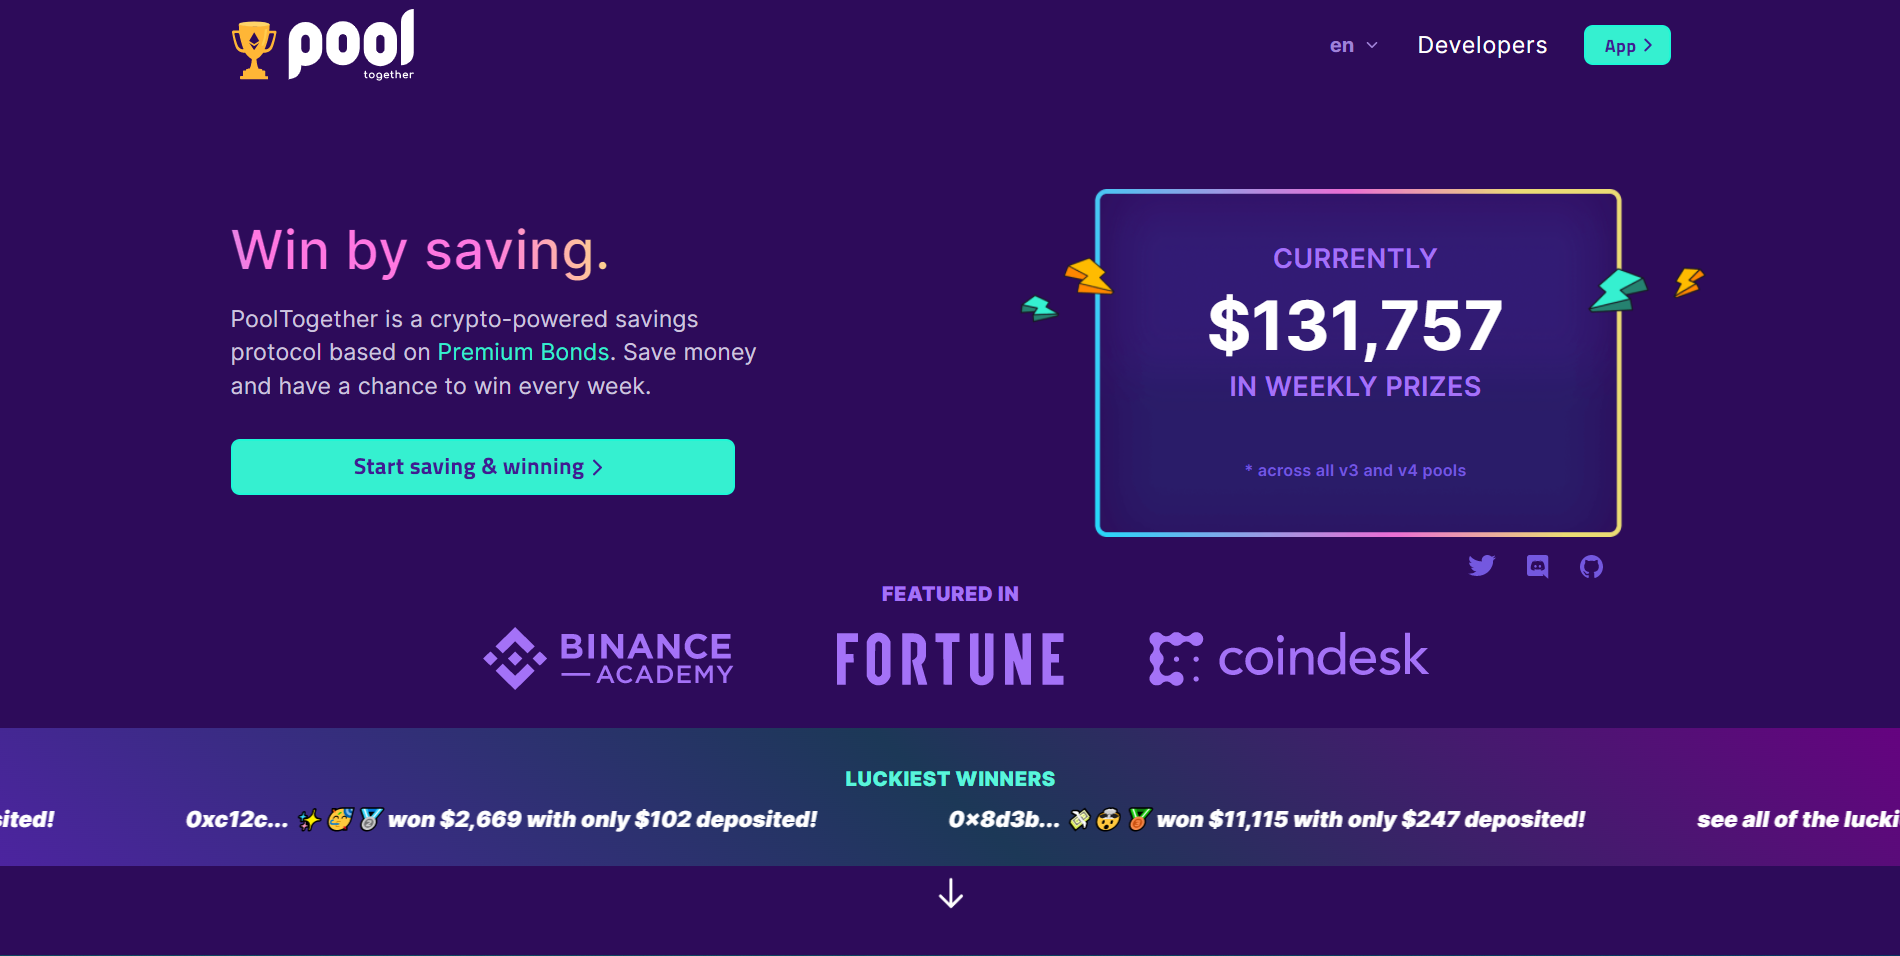 pool
together
en
Developers
App
Win by saving.
PoolTogether is a crypto-powered savings
protocol based on Premium Bonds. Save money
and have a chance to win every week.
Start saving & winning
CURRENTLY
$131,757
IN WEEKLY PRIZES
* across all v3 and v4 pools
FEATURED IN
BINANCE
ACADEMY
FORTUNE
coindesk
LUCKIEST WINNERS
sited! 0xc12c... ✨ 🥳 🥈 won $2,669 with only $102 deposited! 0x8d3b... 💸 🤯 🥉 won $11,115 with only $247 deposited! see all of the lucki